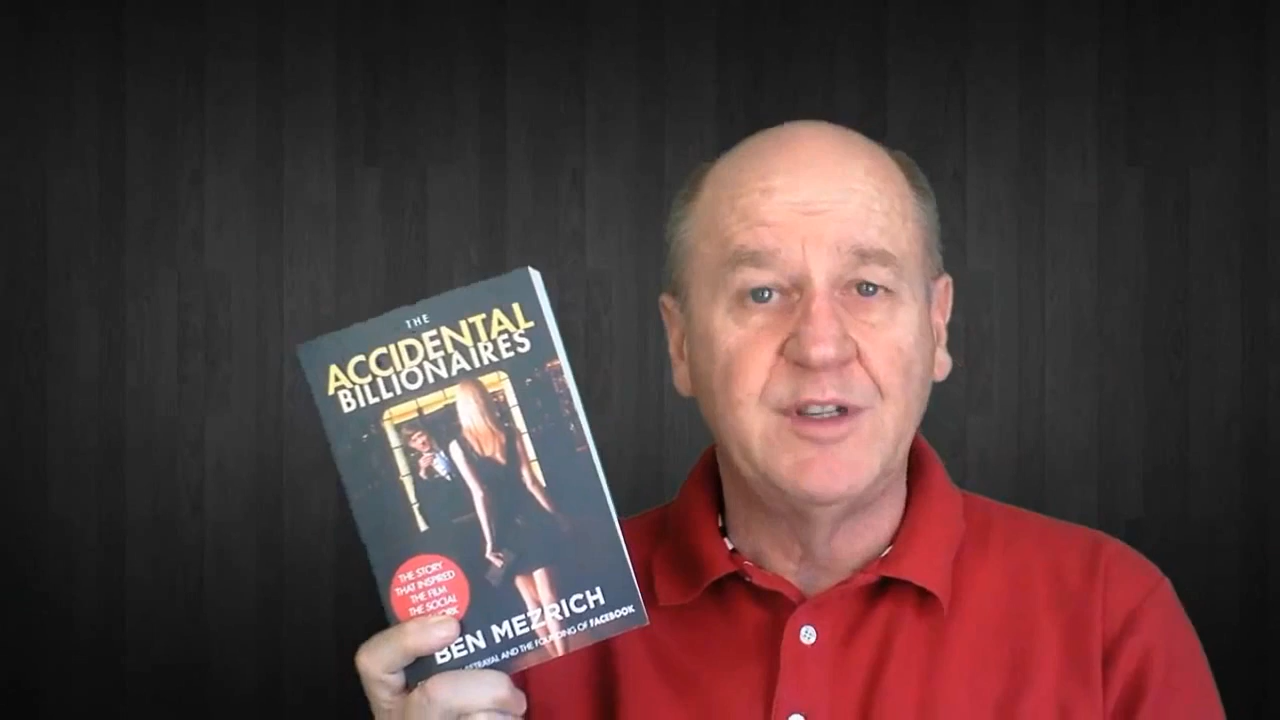 THE
ACCIDENTAL
BILLIONAIRES
THE STORY
THAT INSPIRED
THE FILM
THE SOCIAL
BEN MEZRICH
AND THE FOUNDING OF FACEBOOK